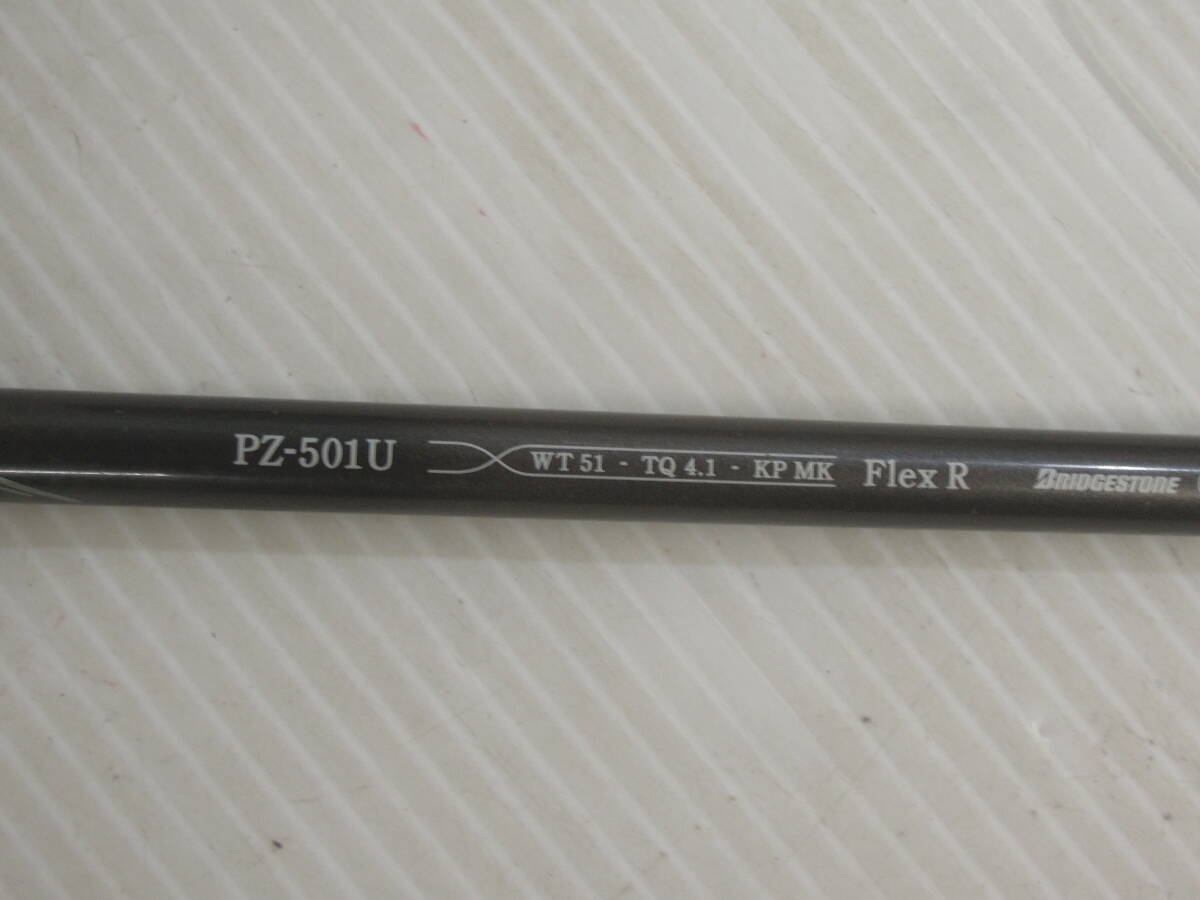 PZ-501U WT 51 - TQ 4.1 - KP MK Flex R BRIDGESTONE